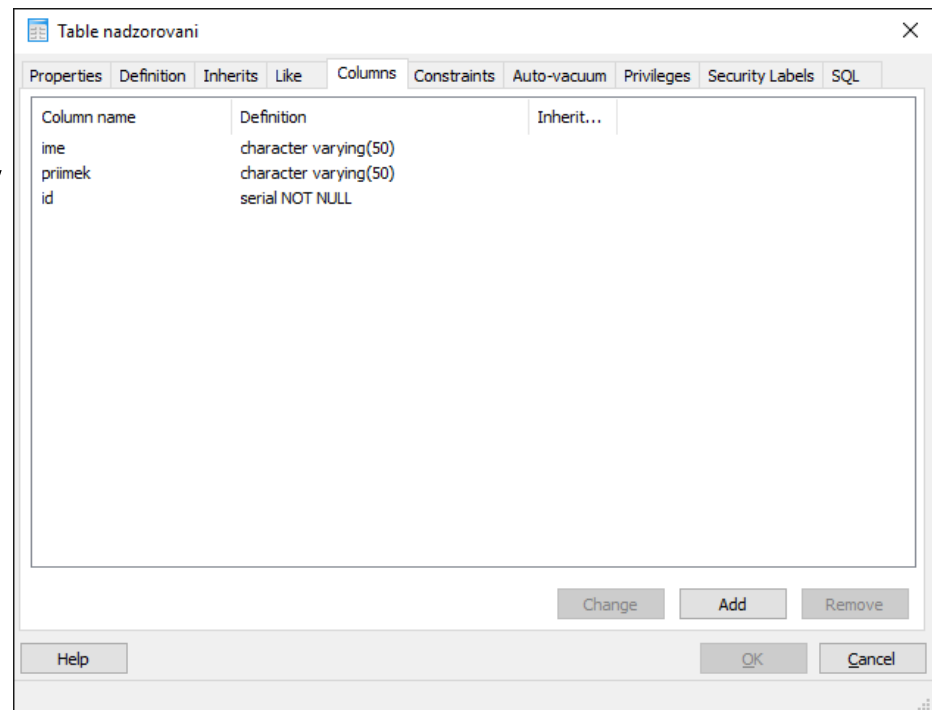 Table nadzorovani
Properties Definition Inherits Like Columns Constraints Auto-vacuum Privileges Security Labels SQL
Column name Definition Inherit...
ime character varying(50)
priimek character varying(50)
id serial NOT NULL
Change Add Remove
Help OK Cancel